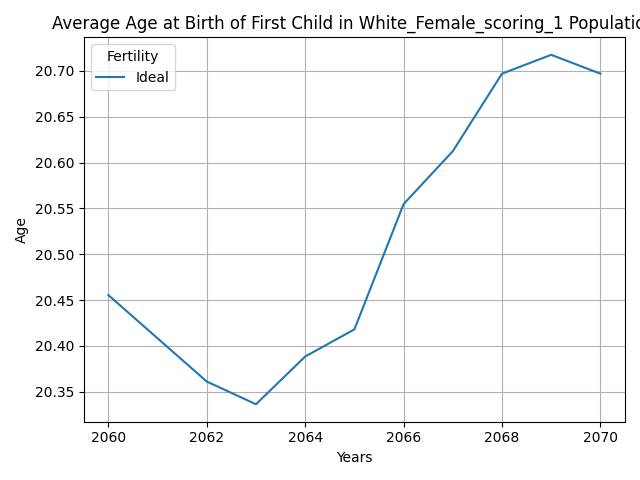 Average Age at Birth of First Child in White_Female_scoring_1 Populatio
Fertility
Ideal
20.70
20.65
20.60
20.55
20.50
20.45
20.40
20.35
Age
2060 2062 2064 2066 2068 2070
Years